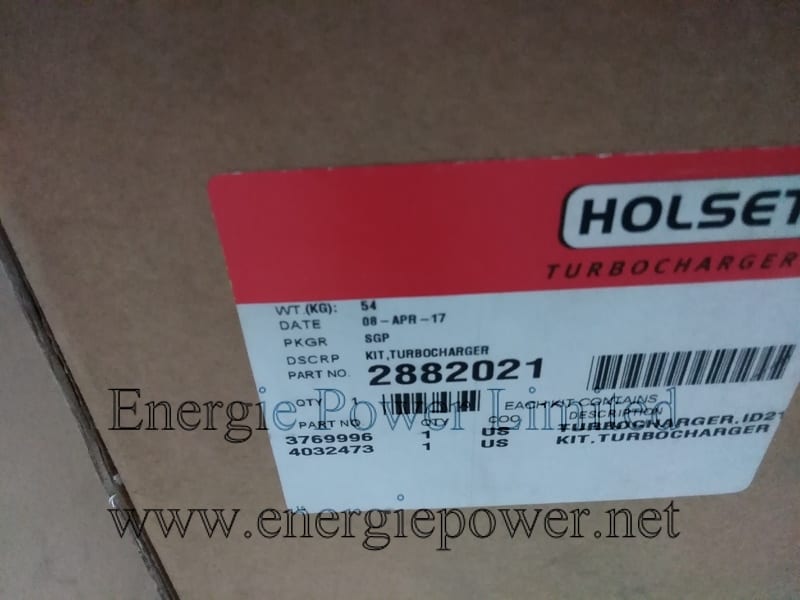 HOLSET
TURBOCHARGER
WT.(KG): 54
DATE 08-APR-17
PKGR SGP
DSCRP KIT,TURBOCHARGER
PART NO. 2882021
QTY 1 EACH KIT CONTAINS
PART NO QTY COO DESCRIPTION
3769996 1 US TURBOCHARGER,ID21
4032473 1 US KIT,TURBOCHARGER
Energie Power Limited
www.energiepower.net